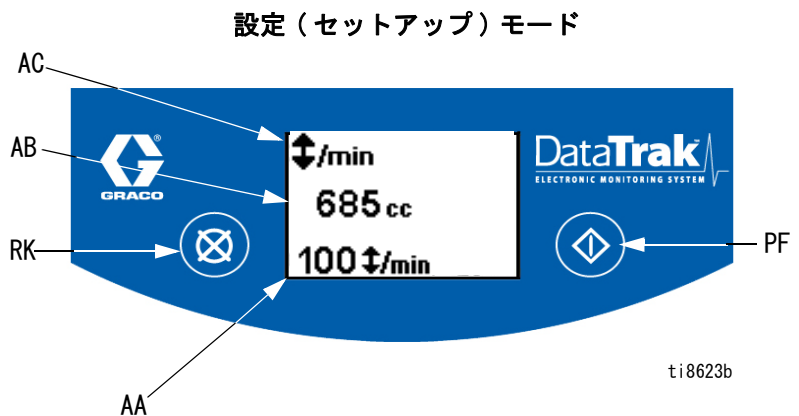 設定 ( セットアップ ) モード
AC
AB
RK
AA
PF
GRACO
®
↕/min
685 cc
100 ↕/min
DataTrak™
ELECTRONIC MONITORING SYSTEM
ti8623b